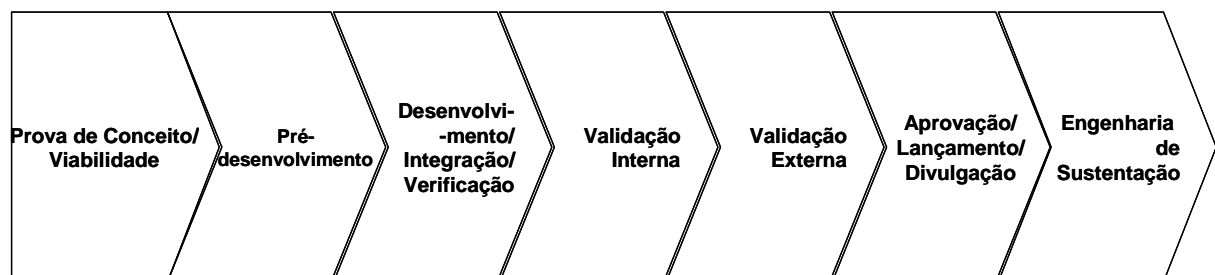 Prova de Conceito/
Viabilidade
Pré-
desenvolvimento
Desenvolvi-
-mento/
Integração/
Verificação
Validação
Interna
Validação
Externa
Aprovação/
Lançamento/
Divulgação
Engenharia
de
Sustentação